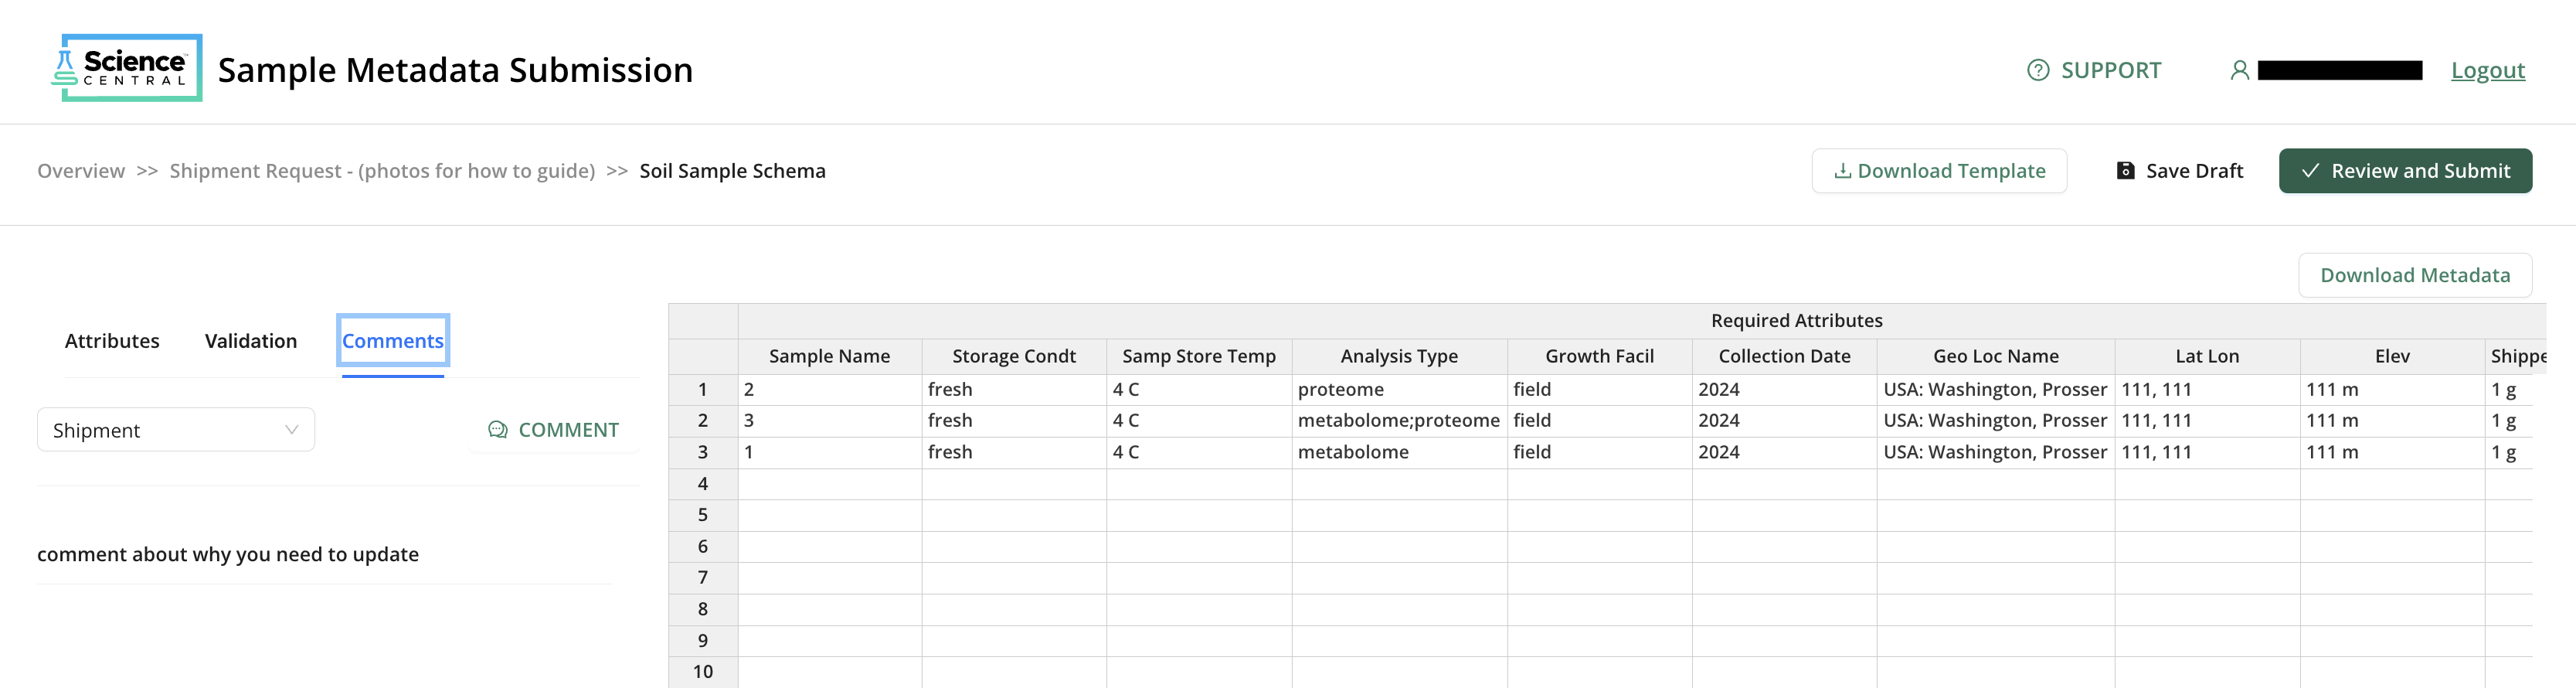 Science™
CENTRAL
Sample Metadata Submission
SUPPORT
Logout
Overview >> Shipment Request - (photos for how to guide) >> Soil Sample Schema
Download Template
Save Draft
Review and Submit
Download Metadata
Attributes Validation Comments
Shipment
COMMENT
comment about why you need to update
Required Attributes
Sample Name Storage Condt Samp Store Temp Analysis Type Growth Facil Collection Date Geo Loc Name Lat Lon Elev Shippe
1 2 fresh 4 C proteome field 2024 USA: Washington, Prosser 111, 111 111 m 1 g
2 3 fresh 4 C metabolome;proteome field 2024 USA: Washington, Prosser 111, 111 111 m 1 g
3 1 fresh 4 C metabolome field 2024 USA: Washington, Prosser 111, 111 111 m 1 g
4
5
6
7
8
9
10